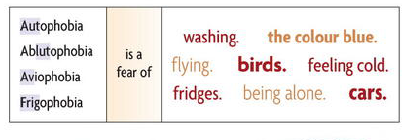 Autophobia
Ablutophobia
Aviophobia
Frigophobia
is a
fear of
washing. the colour blue.
flying. birds. feeling cold.
fridges. being alone. cars.